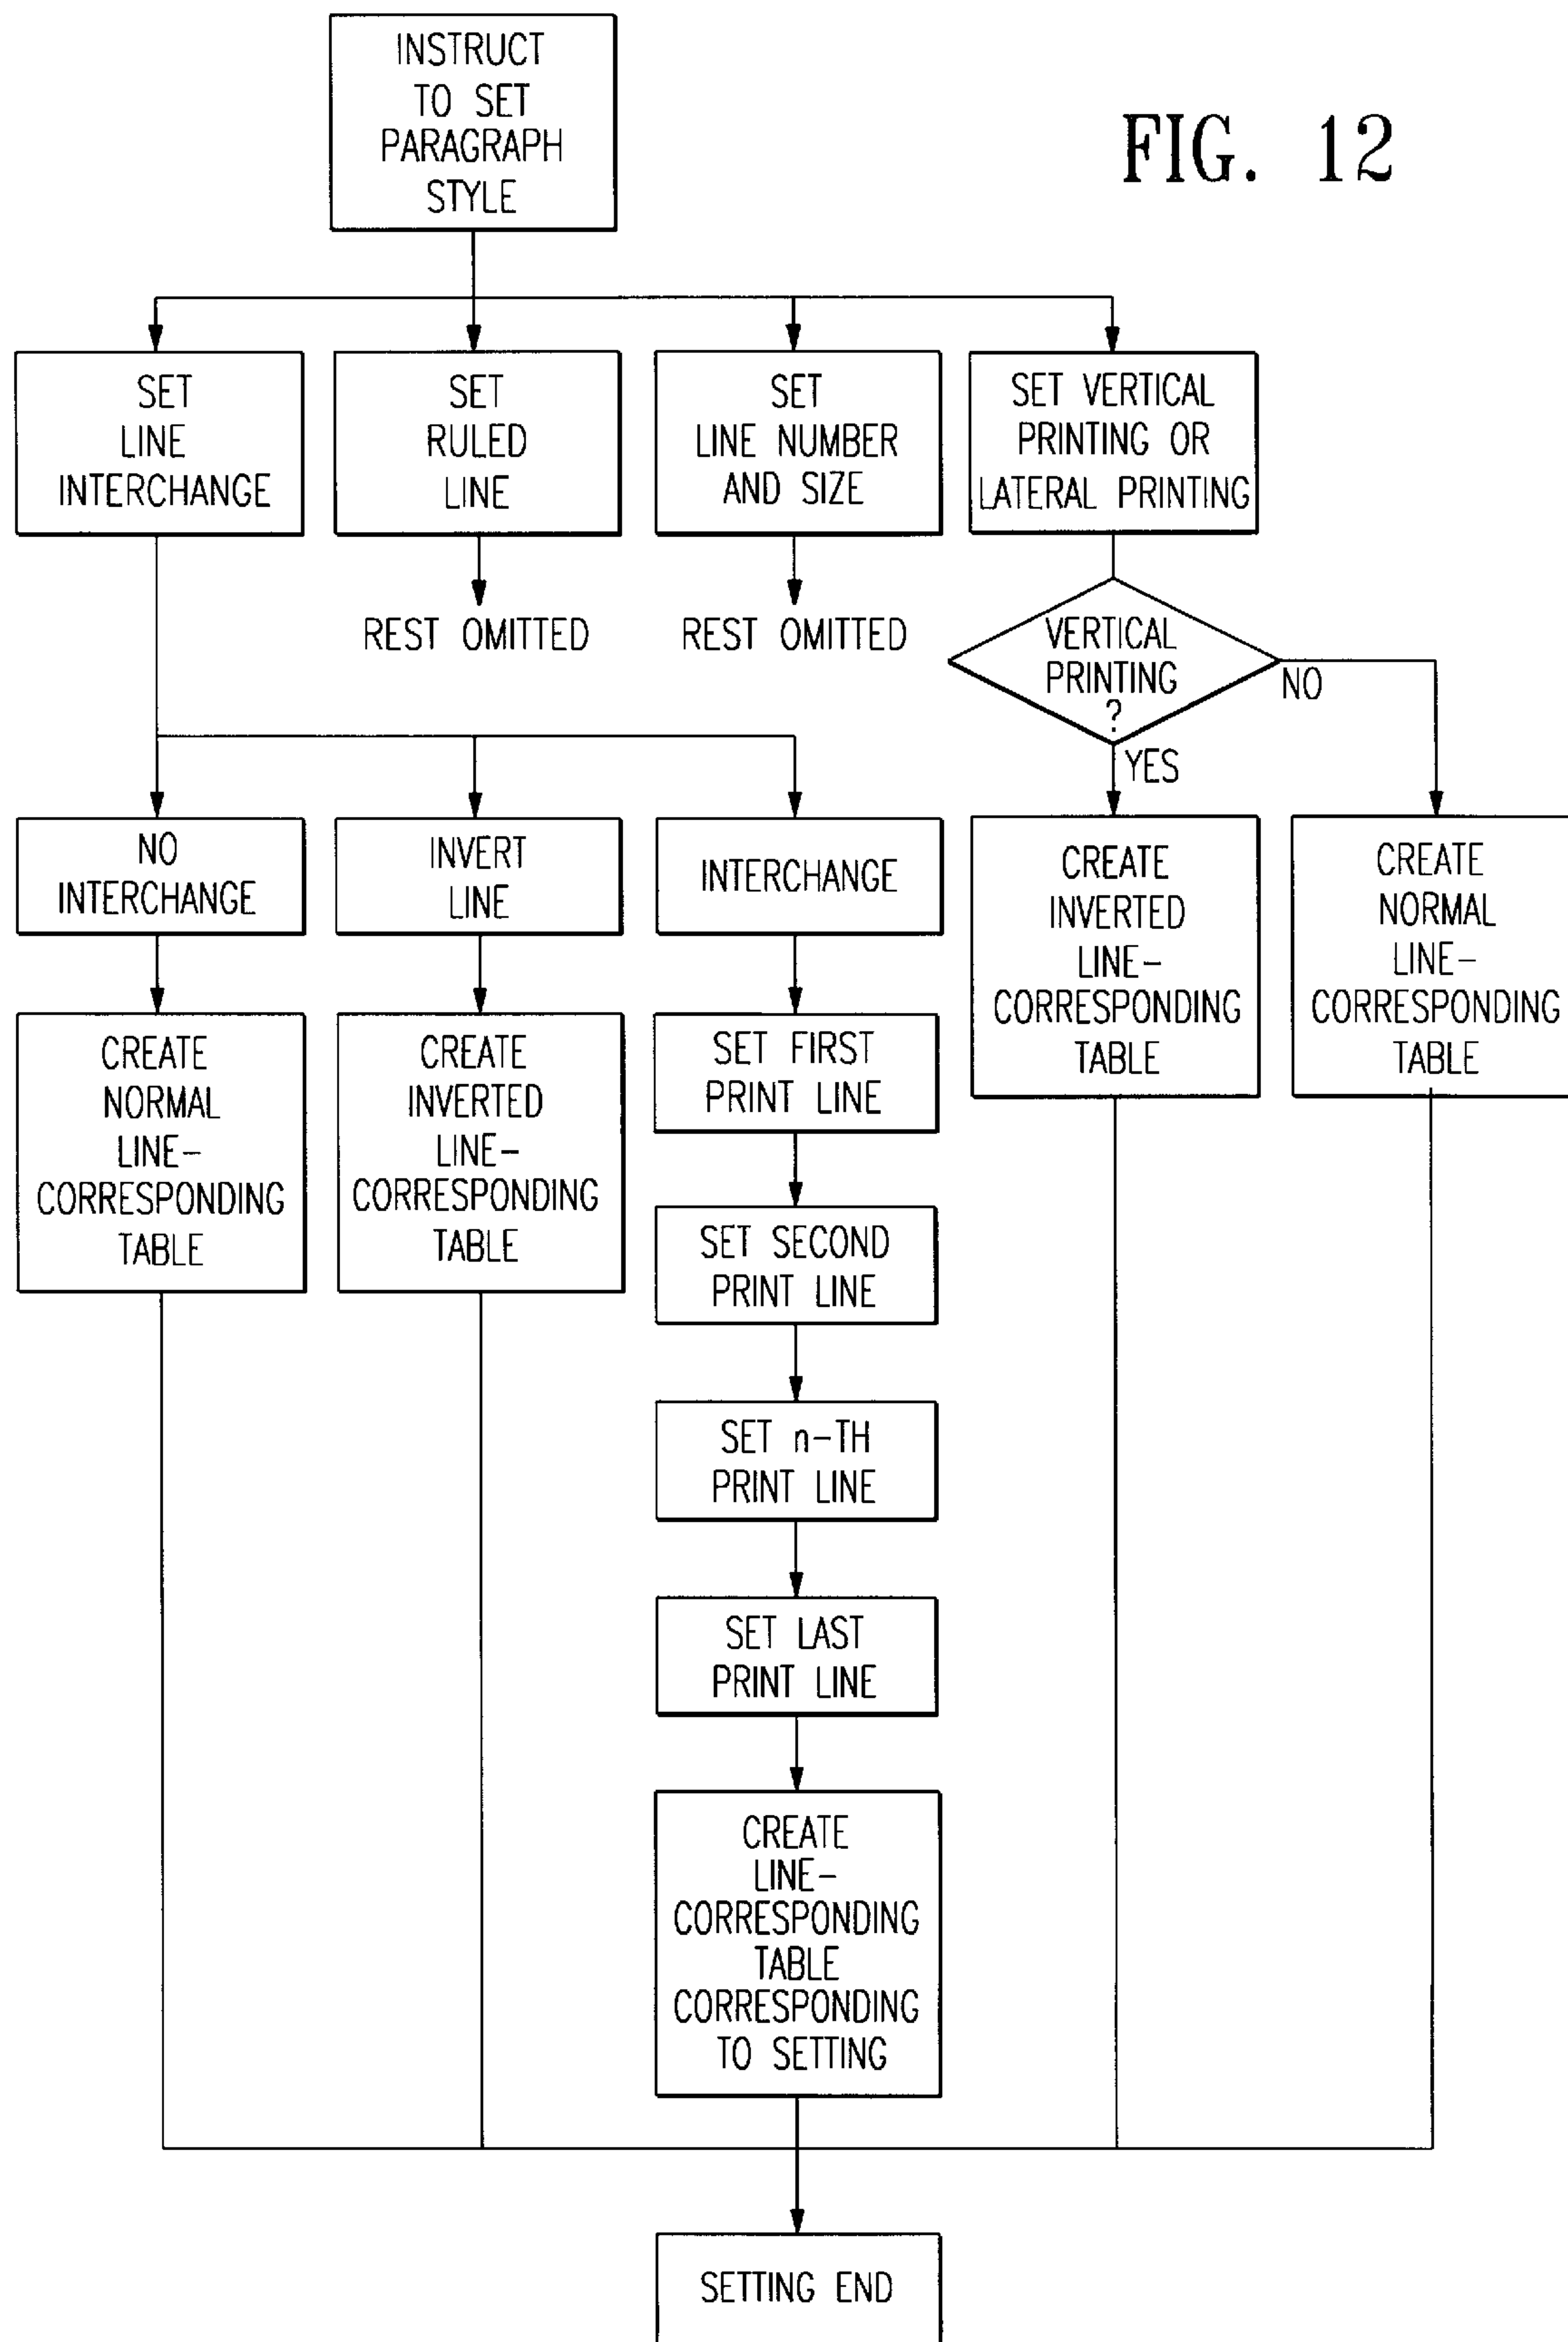 INSTRUCT
TO SET
PARAGRAPH
STYLE
FIG. 12
SET
LINE
INTERCHANGE
SET
RULED
LINE
SET
LINE NUMBER
AND SIZE
SET VERTICAL
PRINTING OR
LATERAL PRINTING
REST OMITTED
REST OMITTED
VERTICAL
PRINTING
?
NO
YES
NO
INTERCHANGE
INVERT
LINE
INTERCHANGE
CREATE
INVERTED
LINE-
CORRESPONDING
TABLE
CREATE
NORMAL
LINE-
CORRESPONDING
TABLE
CREATE
NORMAL
LINE-
CORRESPONDING
TABLE
CREATE
INVERTED
LINE-
CORRESPONDING
TABLE
SET FIRST
PRINT LINE
SET SECOND
PRINT LINE
SET n-TH
PRINT LINE
SET LAST
PRINT LINE
CREATE
LINE-
CORRESPONDING
TABLE
CORRESPONDING
TO SETTING
SETTING END